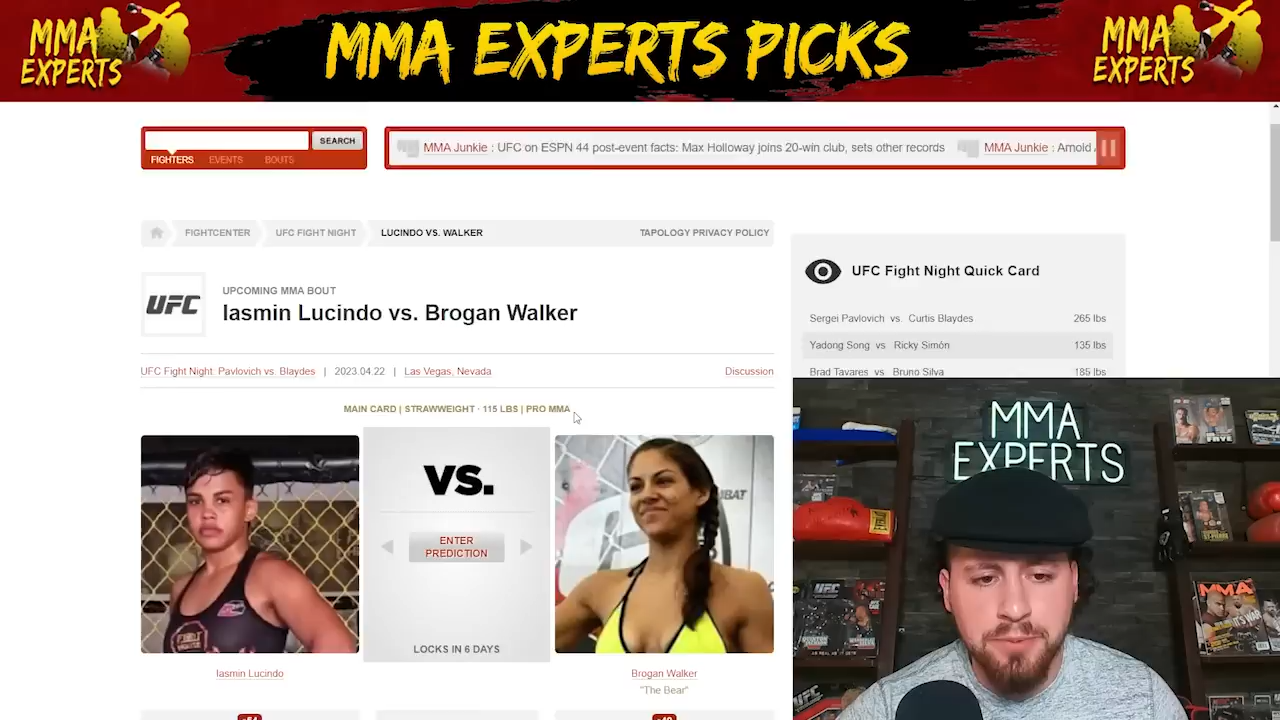 MMA EXPERTS
MMA EXPERTS PICKS
MMA EXPERTS
SEARCH
FIGHTERS EVENTS BOUTS
MMA Junkie : UFC on ESPN 44 post-event facts: Max Holloway joins 20-win club, sets other records
MMA Junkie : Arnold
FIGHTCENTER UFC FIGHT NIGHT LUCINDO VS. WALKER
TAPOLOGY PRIVACY POLICY
UFC
UPCOMING MMA BOUT
Iasmin Lucindo vs. Brogan Walker
UFC Fight Night: Pavlovich vs. Blaydes | 2023.04.22 | Las Vegas, Nevada
Discussion
MAIN CARD | STRAWWEIGHT · 115 LBS | PRO MMA
VS.
ENTER
PREDICTION
LOCKS IN 6 DAYS
Iasmin Lucindo
Brogan Walker
"The Bear"
UFC Fight Night Quick Card
Sergei Pavlovich vs. Curtis Blaydes 265 lbs
Yadong Song vs Ricky Simón 135 lbs
Brad Tavares vs Bruno Silva 185 lbs
MMA
EXPERTS
FRYE
MMA